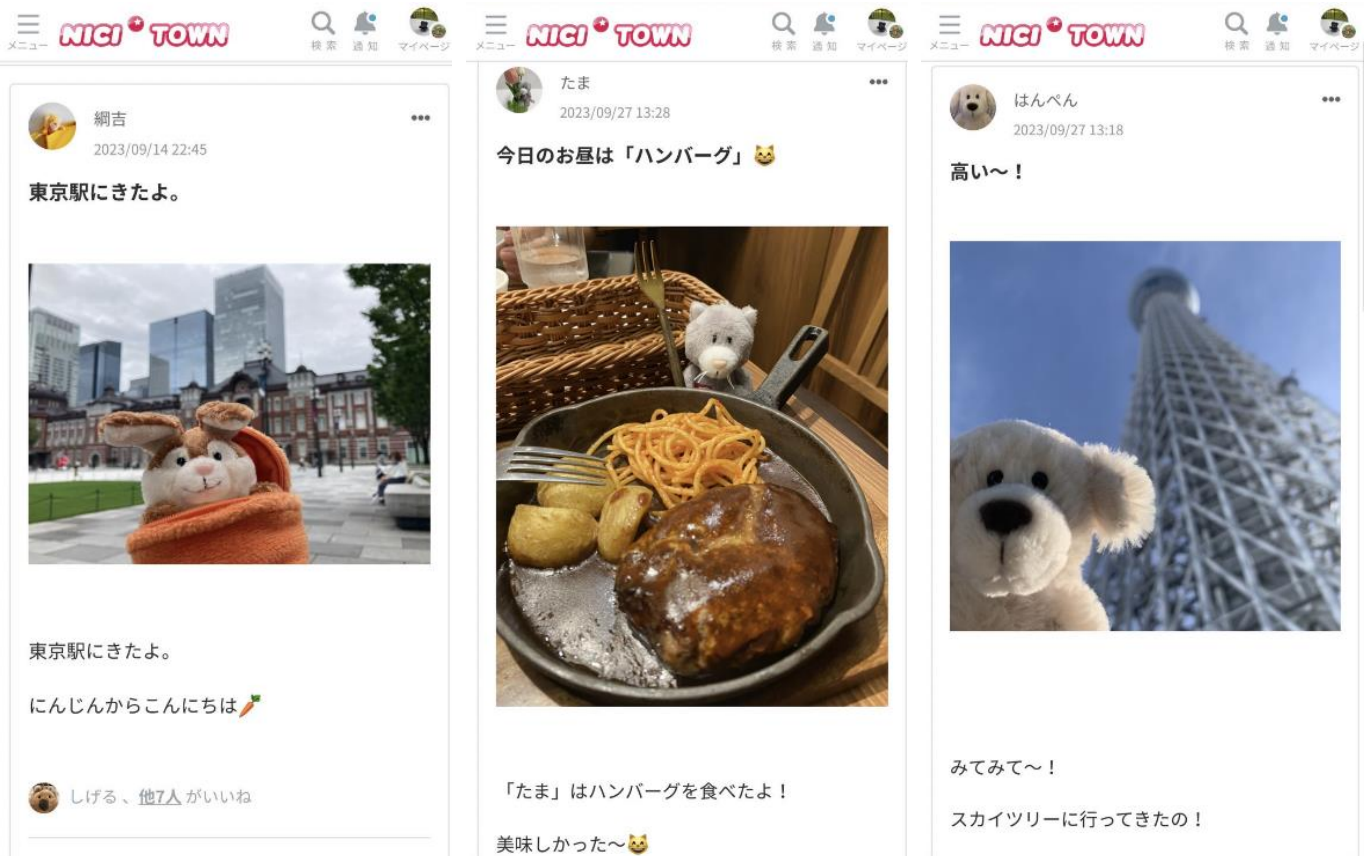 メニュー
NICI TOWN
検索
通知
マイページ
綱吉
2023/09/14 22:45
東京駅にきたよ。
東京駅にきたよ。
にんじんからこんにちは🥕
しげる 、他7人 がいいね
メニュー
NICI TOWN
検索
通知
マイページ
たま
2023/09/27 13:28
今日のお昼は「ハンバーグ」😺
「たま」はハンバーグを食べたよ！
美味しかった～😺
メニュー
NICI TOWN
検索
通知
マイページ
はんぺん
2023/09/27 13:18
高い～！
みてみて～！
スカイツリーに行ってきたの！